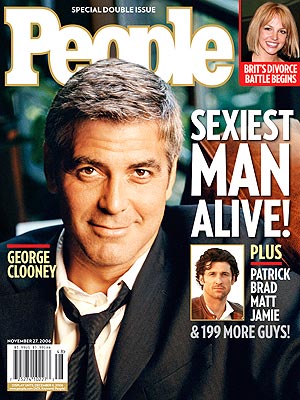 SPECIAL DOUBLE ISSUE
People
BRIT'S DIVORCE
BATTLE BEGINS
SEXIEST
MAN
ALIVE!
GEORGE
CLOONEY
PLUS
PATRICK
BRAD
MATT
JAMIE
& 199 MORE GUYS!
NOVEMBER 27, 2006